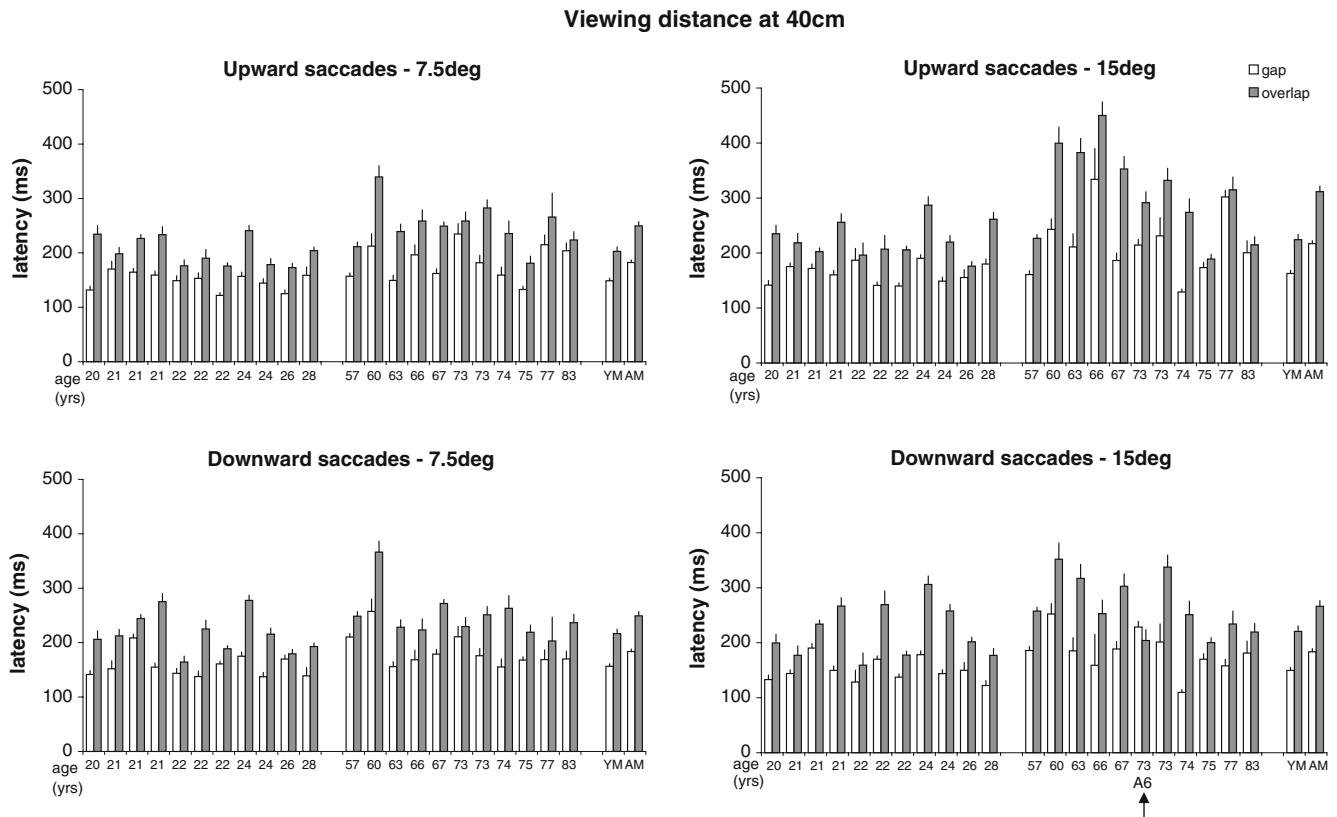 Viewing distance at 40cm
Upward saccades - 7.5deg
500
400
300
200
100
0
latency (ms)
age
(yrs)
20 21 21 21 22 22 22 24 24 26 28 57 60 63 66 67 73 73 74 75 77 83 YM AM
Upward saccades - 15deg
gap
overlap
500
400
300
200
100
0
latency (ms)
age
(yrs)
20 21 21 21 22 22 22 24 24 26 28 57 60 63 66 67 73 73 74 75 77 83 YM AM
Downward saccades - 7.5deg
500
400
300
200
100
0
latency (ms)
age
(yrs)
20 21 21 21 22 22 22 24 24 26 28 57 60 63 66 67 73 73 74 75 77 83 YM AM
Downward saccades - 15deg
500
400
300
200
100
0
latency (ms)
age
(yrs)
20 21 21 21 22 22 22 24 24 26 28 57 60 63 66 67 73 73 74 75 77 83 YM AM
A6